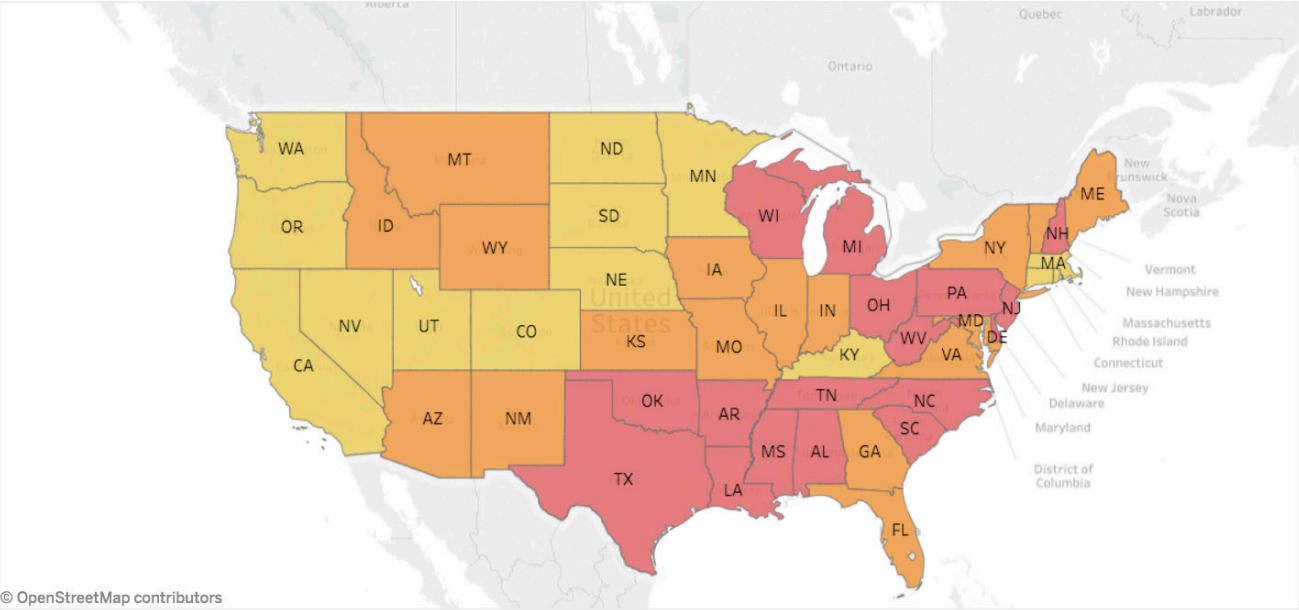 Alberta
Quebec
Labrador
Ontario
WA
MT
ND
MN
New
Brunswick
ME
Nova
Scotia
OR
ID
SD
WI
MI
NH
NY
WY
MA
IA
NE
United
States
Vermont
New Hampshire
NV
UT
CO
IL
IN
OH
PA
NJ
Massachusetts
MD
Rhode Island
DE
KS
MO
WV
VA
KY
Connecticut
CA
New Jersey
Delaware
TN
NC
OK
AR
AZ
NM
SC
Maryland
MS
AL
GA
TX
LA
District of
Columbia
FL
© OpenStreetMap contributors